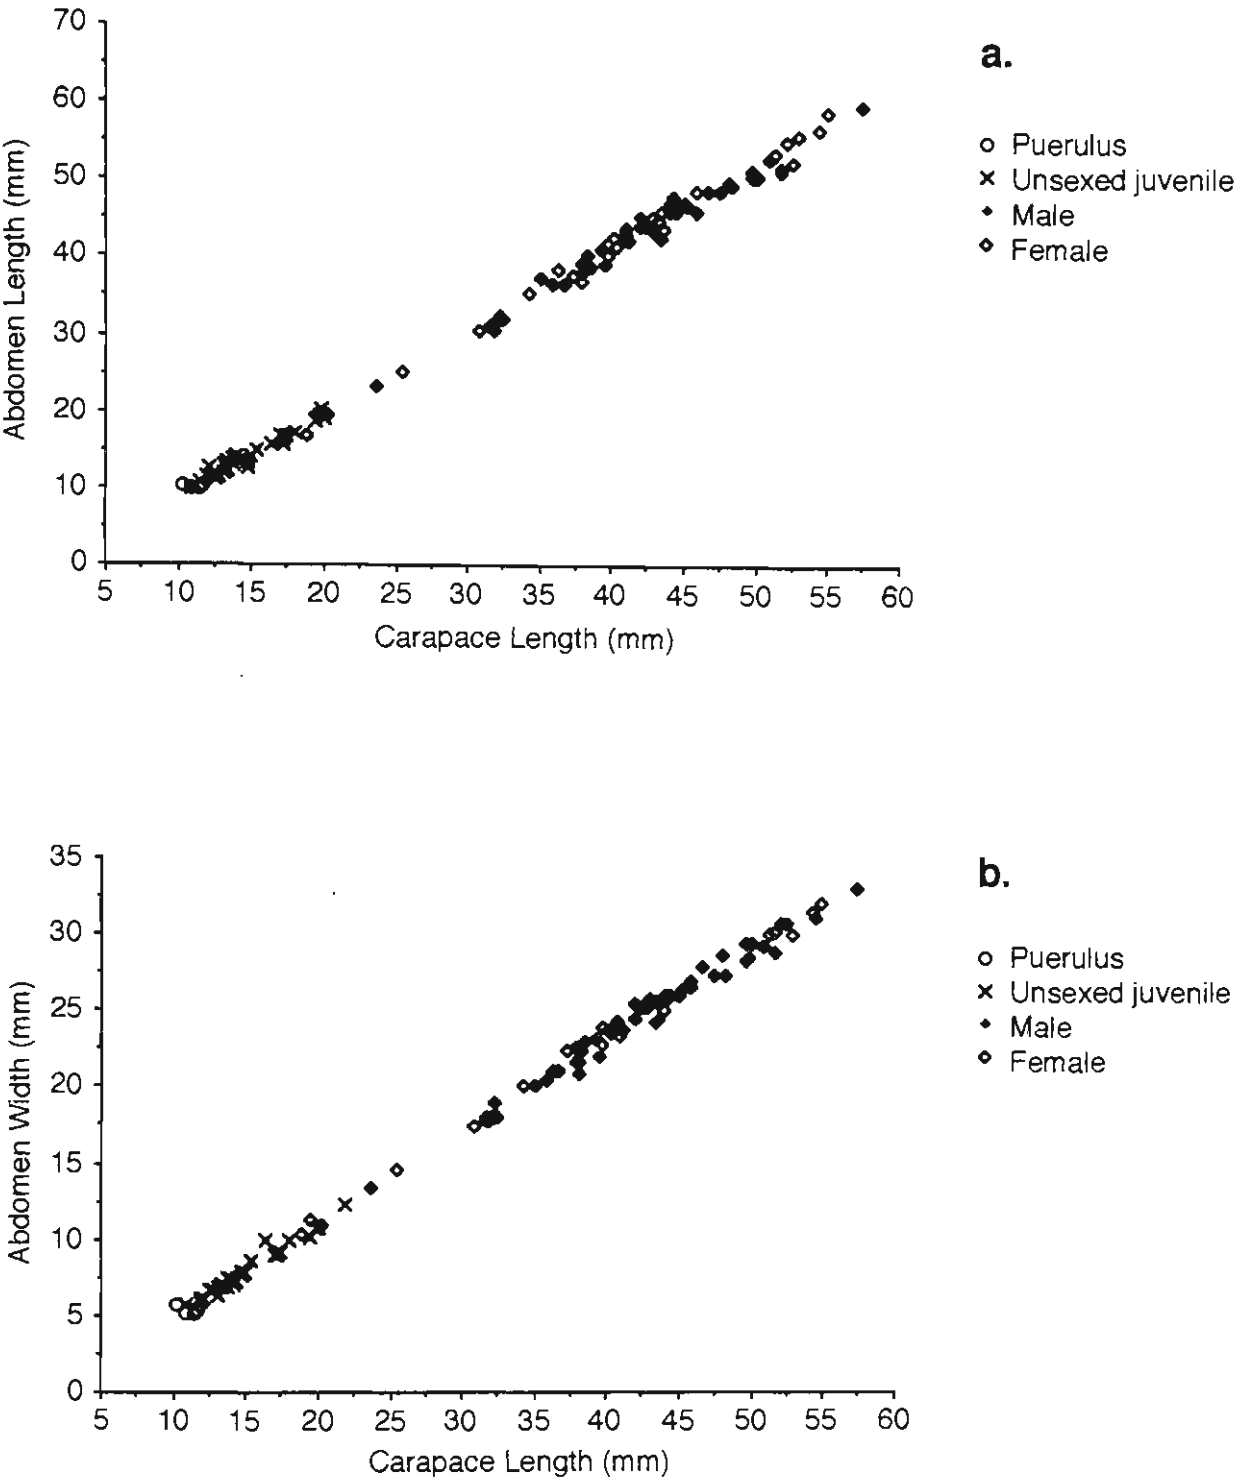 a.
70
60
50
40
30
20
10
0
Abdomen Length (mm)
5 10 15 20 25 30 35 40 45 50 55 60
Carapace Length (mm)
Puerulus
Unsexed juvenile
Male
Female
b.
35
30
25
20
15
10
5
0
Abdomen Width (mm)
5 10 15 20 25 30 35 40 45 50 55 60
Carapace Length (mm)
Puerulus
Unsexed juvenile
Male
Female